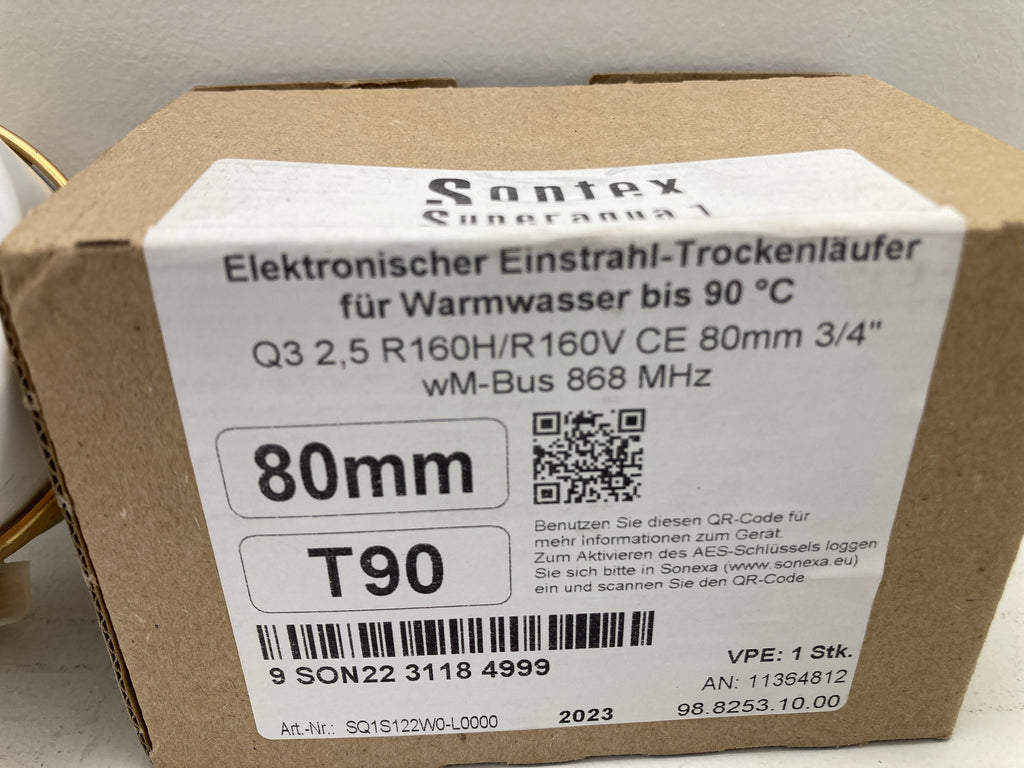 Sontex
Superaqua 1
Elektronischer Einstrahl-Trockenläufer
für Warmwasser bis 90 °C
Q3 2,5 R160H/R160V CE 80mm 3/4"
wM-Bus 868 MHz
80mm
T90
Benutzen Sie diesen QR-Code für
mehr Informationen zum Gerät.
Zum Aktivieren des AES-Schlüssels loggen
Sie sich bitte in Sonexa (www.sonexa.eu)
ein und scannen Sie den QR-Code
9 SON22 3118 4999
VPE: 1 Stk.
AN: 11364812
98.8253.10.00
Art.-Nr.: SQ1S122W0-L0000
2023